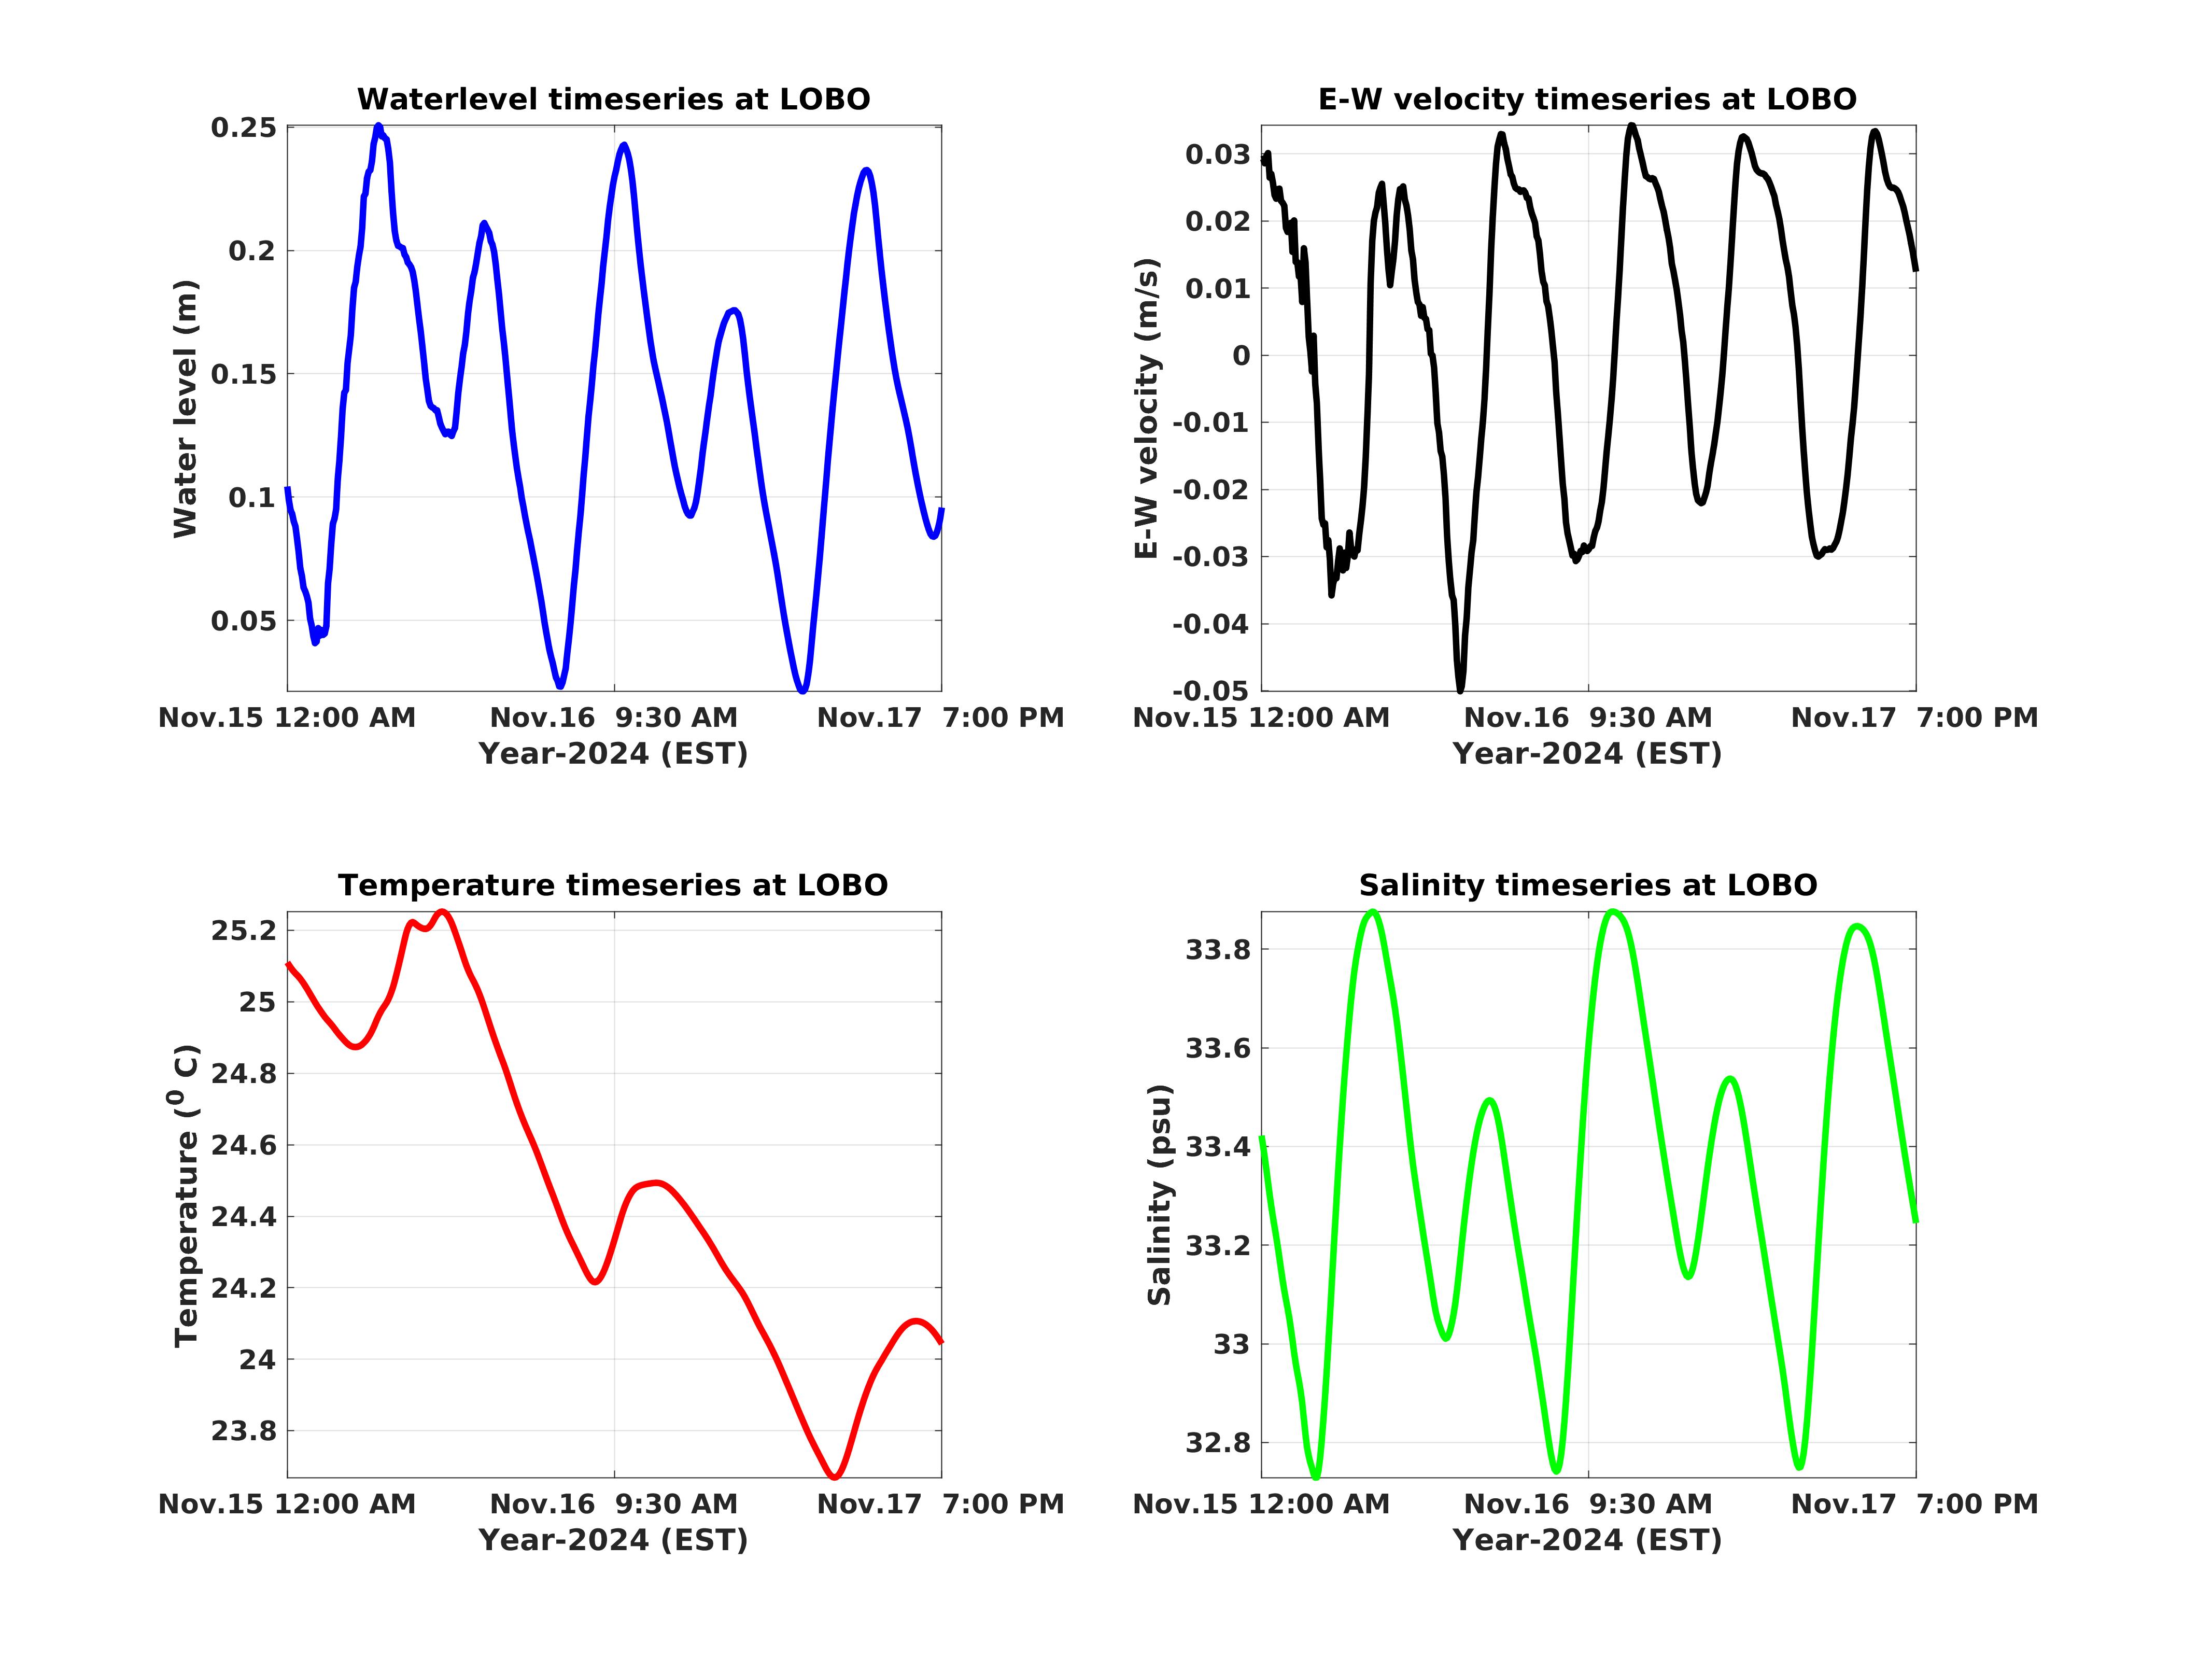 Waterlevel timeseries at LOBO
0.25
0.2
0.15
0.1
0.05
Water level (m)
Nov.15 12:00 AM Nov.16 9:30 AM Nov.17 7:00 PM
Year-2024 (EST)
E-W velocity timeseries at LOBO
0.03
0.02
0.01
0
-0.01
-0.02
-0.03
-0.04
-0.05
E-W velocity (m/s)
Nov.15 12:00 AM Nov.16 9:30 AM Nov.17 7:00 PM
Year-2024 (EST)
Temperature timeseries at LOBO
25.2
25
24.8
24.6
24.4
24.2
24
23.8
Temperature (⁰ C)
Nov.15 12:00 AM Nov.16 9:30 AM Nov.17 7:00 PM
Year-2024 (EST)
Salinity timeseries at LOBO
33.8
33.6
33.4
33.2
33
32.8
Salinity (psu)
Nov.15 12:00 AM Nov.16 9:30 AM Nov.17 7:00 PM
Year-2024 (EST)